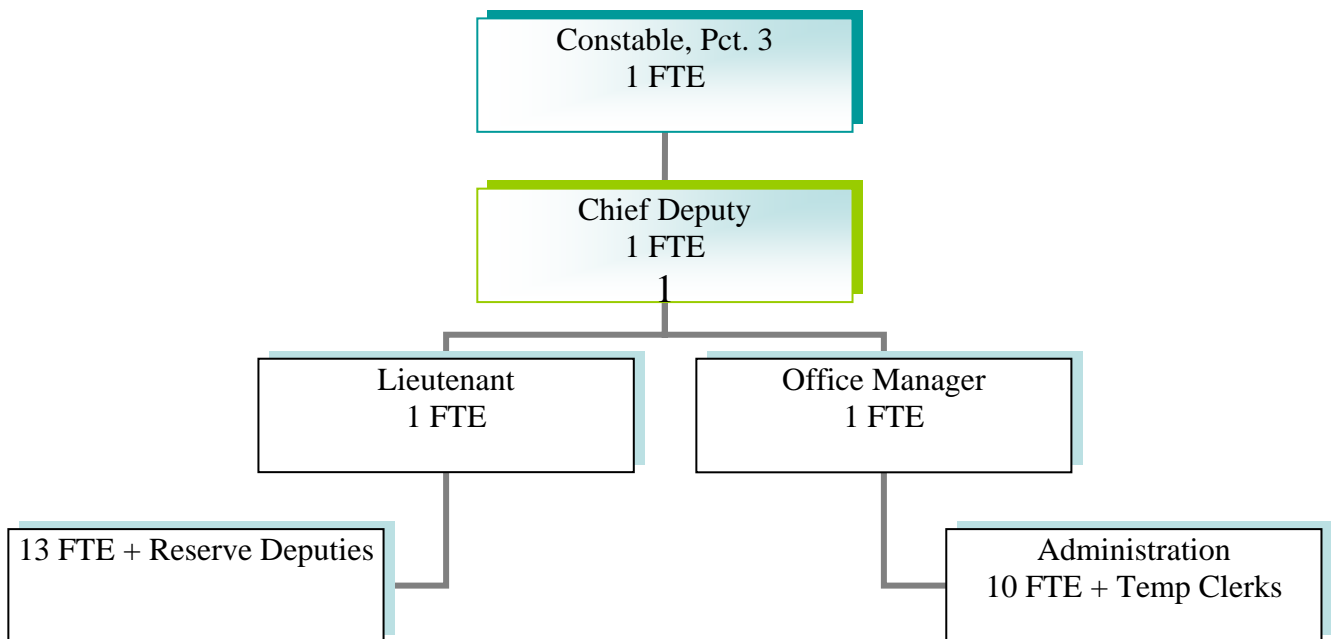 Constable, Pct. 3
1 FTE
Chief Deputy
1 FTE
1
Lieutenant
1 FTE
Office Manager
1 FTE
13 FTE + Reserve Deputies
Administration
10 FTE + Temp Clerks